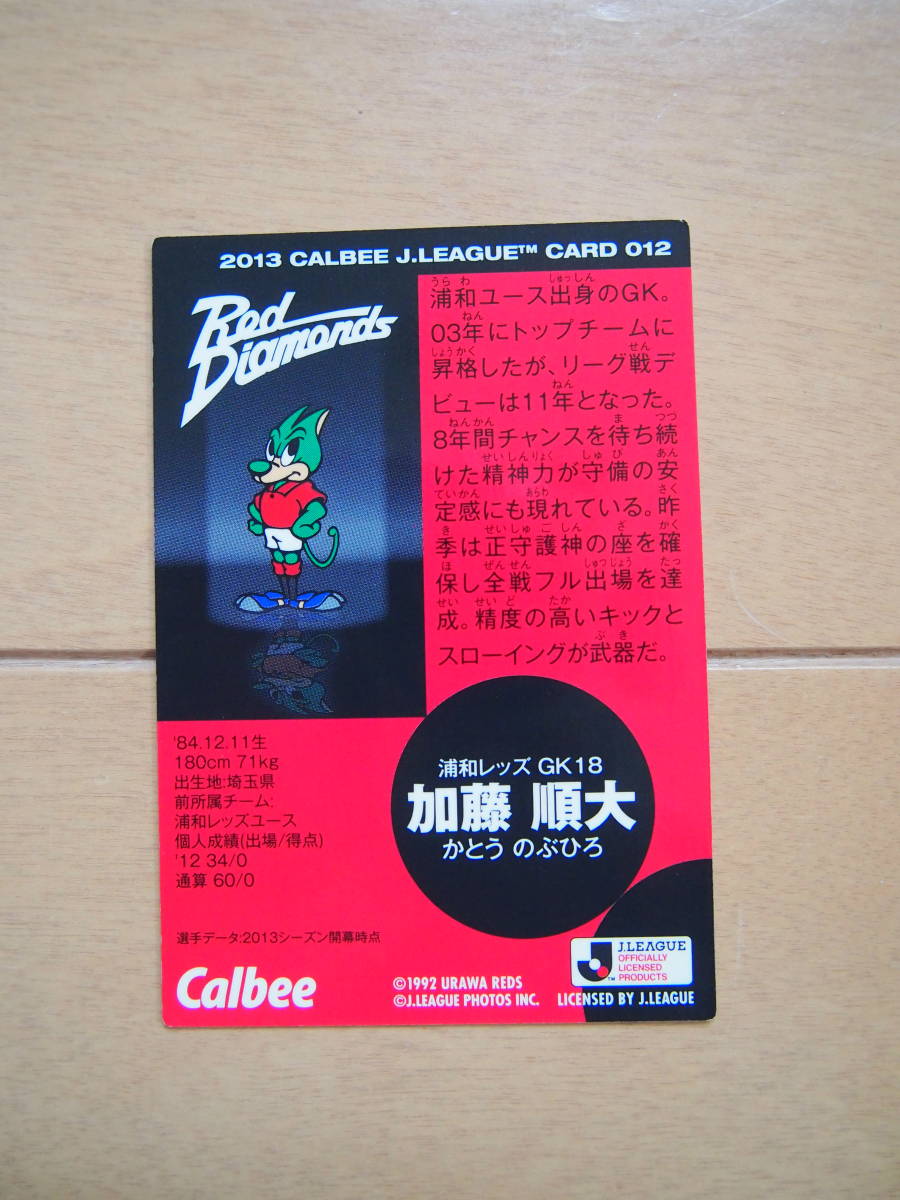 2013 CALBEE J.LEAGUE™ CARD 012
Red
Diamonds
浦和ユース出身のGK。
03年にトップチームに
昇格したが、リーグ戦デ
ビューは11年となった。
8年間チャンスを待ち続
けた精神力が守備の安
定感にも現れている。昨
季は正守護神の座を確
保し全戦フル出場を達
成。精度の高いキックと
スローイングが武器だ。
'84.12.11生
180cm 71kg
出生地:埼玉県
前所属チーム:
浦和レッズユース
個人成績(出場/得点)
'12 34/0
通算 60/0
選手データ:2013シーズン開幕時点
浦和レッズ GK18
加藤 順大
かとう のぶひろ
Calbee
©1992 URAWA REDS
©J.LEAGUE PHOTOS INC.
J.LEAGUE
OFFICIALLY
LICENSED
PRODUCTS
LICENSED BY J.LEAGUE